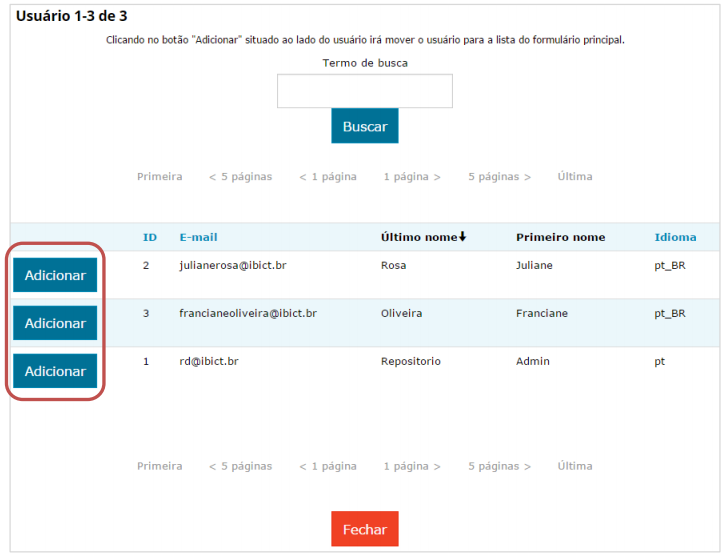 Usuário 1-3 de 3
Clicando no botão "Adicionar" situado ao lado do usuário irá mover o usuário para a lista do formulário principal.
Termo de busca
Buscar
Primeira < 5 páginas < 1 página 1 página > 5 páginas > Última
ID E-mail Último nome↓ Primeiro nome Idioma
Adicionar 2 julianerosa@ibict.br Rosa Juliane pt_BR
Adicionar 3 francianeoliveira@ibict.br Oliveira Franciane pt_BR
Adicionar 1 rd@ibict.br Repositorio Admin pt
Primeira < 5 páginas < 1 página 1 página > 5 páginas > Última
Fechar